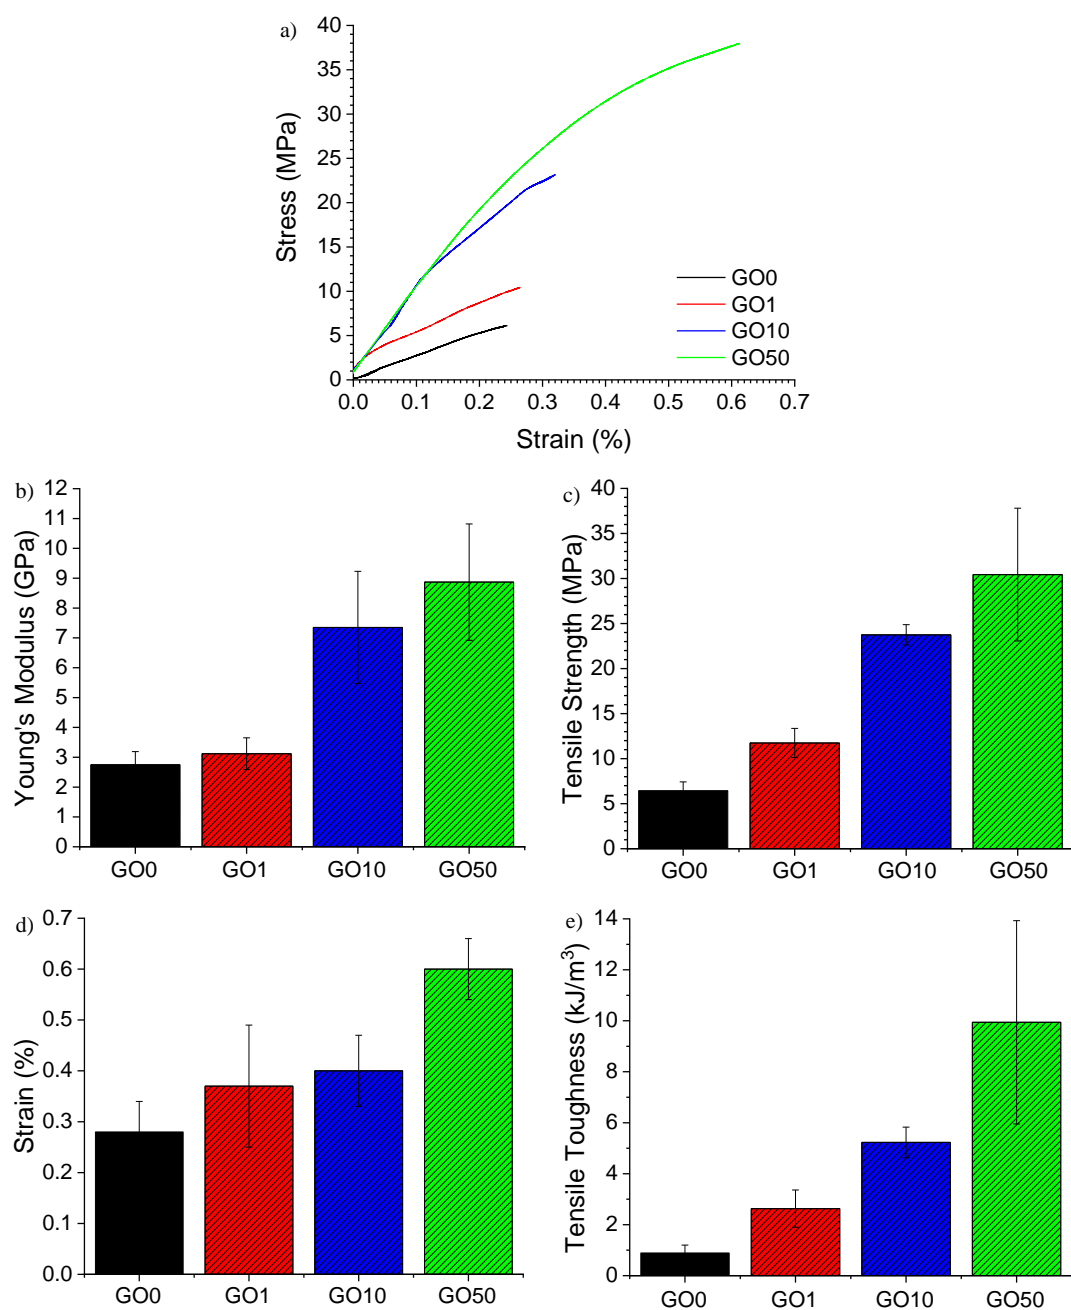 a)
Stress (MPa)
40
35
30
25
20
15
10
5
0
GO0
GO1
GO10
GO50
0.0 0.1 0.2 0.3 0.4 0.5 0.6 0.7
Strain (%)
b)
Young's Modulus (GPa)
12
11
10
9
8
7
6
5
4
3
2
1
0
GO0 GO1 GO10 GO50
c)
Tensile Strength (MPa)
40
35
30
25
20
15
10
5
0
GO0 GO1 GO10 GO50
d)
Strain (%)
0.7
0.6
0.5
0.4
0.3
0.2
0.1
0.0
GO0 GO1 GO10 GO50
e)
Tensile Toughness (kJ/m³)
14
12
10
8
6
4
2
0
GO0 GO1 GO10 GO50